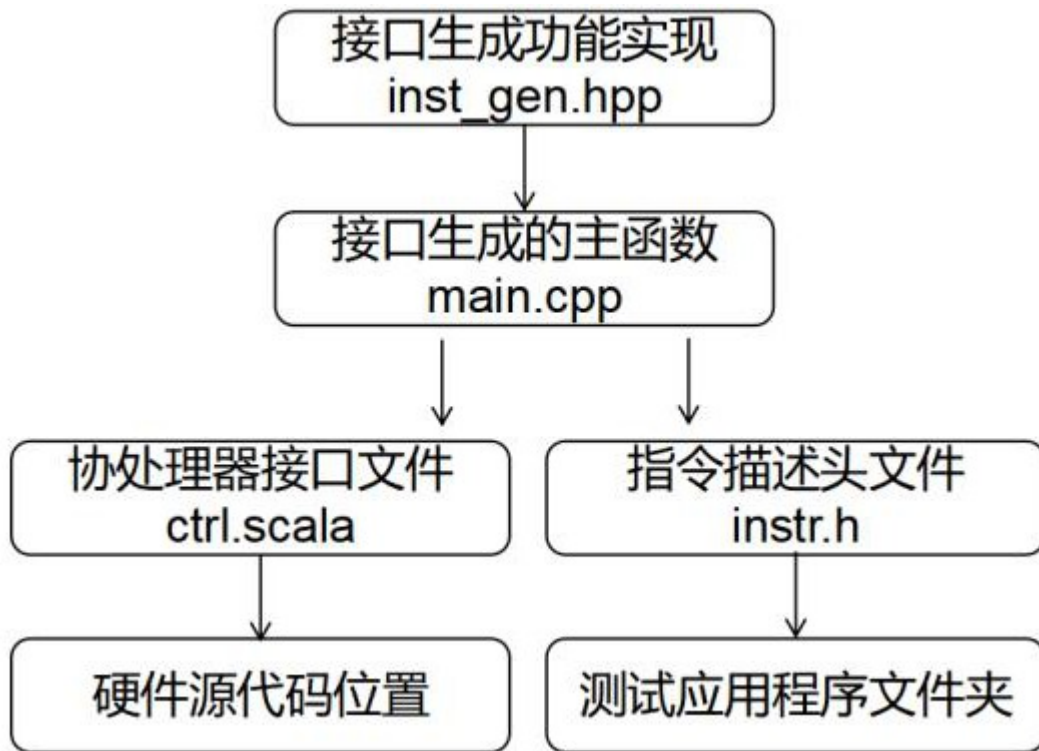 接口生成功能实现
inst_gen.hpp
接口生成的主函数
main.cpp
协处理器接口文件
ctrl.scala
指令描述头文件
instr.h
硬件源代码位置
测试应用程序文件夹